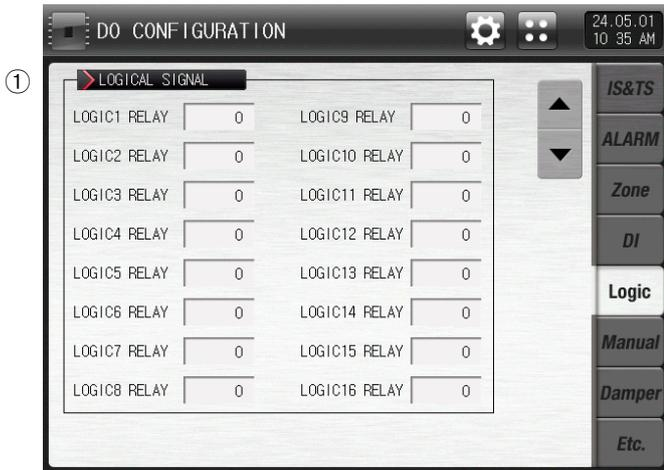 DO CONFIGURATION
24.05.01
10 35 AM
①
LOGICAL SIGNAL
LOGIC1 RELAY 0 LOGIC9 RELAY 0
LOGIC2 RELAY 0 LOGIC10 RELAY 0
LOGIC3 RELAY 0 LOGIC11 RELAY 0
LOGIC4 RELAY 0 LOGIC12 RELAY 0
LOGIC5 RELAY 0 LOGIC13 RELAY 0
LOGIC6 RELAY 0 LOGIC14 RELAY 0
LOGIC7 RELAY 0 LOGIC15 RELAY 0
LOGIC8 RELAY 0 LOGIC16 RELAY 0
IS&TS
ALARM
Zone
DI
Logic
Manual
Damper
Etc.